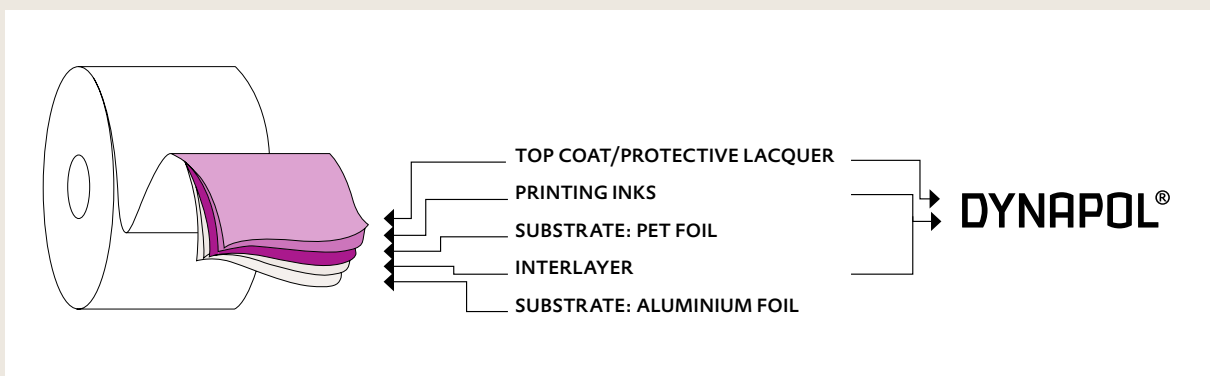 TOP COAT/PROTECTIVE LACQUER
PRINTING INKS
SUBSTRATE: PET FOIL
INTERLAYER
SUBSTRATE: ALUMINIUM FOIL
DYNAPOL®